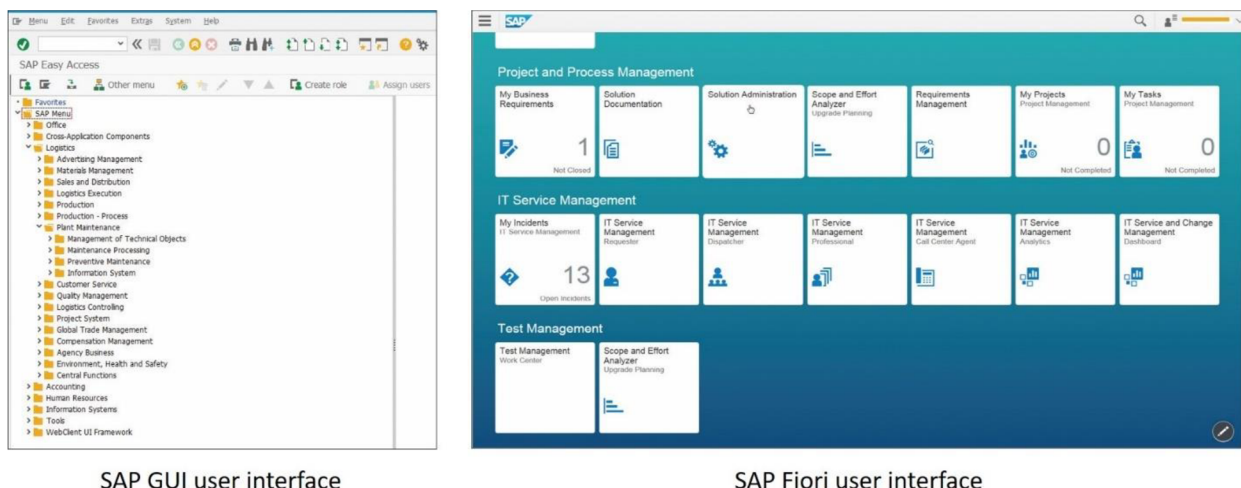 Menu Edit Favorites Extras System Help
SAP Easy Access
Other menu Create role Assign users
Favorites
SAP Menu
Office
Cross-Application Components
Logistics
Advertising Management
Materials Management
Sales and Distribution
Logistics Execution
Production
Production - Process
Plant Maintenance
Management of Technical Objects
Maintenance Processing
Preventive Maintenance
Information System
Customer Service
Quality Management
Logistics Controlling
Project System
Global Trade Management
Compensation Management
Agency Business
Environment, Health and Safety
Central Functions
Accounting
Human Resources
Information Systems
Tools
WebClient UI Framework
SAP GUI user interface
SAP
Project and Process Management
My Business
Requirements
1
Not Closed
Solution
Documentation
Solution Administration
Scope and Effort
Analyzer
Upgrade Planning
Requirements
Management
My Projects
Project Management
0
Not Completed
My Tasks
Project Management
0
Not Completed
IT Service Management
My Incidents
IT Service Management
13
Open Incidents
IT Service
Management
Requester
IT Service
Management
Dispatcher
IT Service
Management
Professional
IT Service
Management
Call Center Agent
IT Service
Management
Analytics
IT Service and Change
Management
Dashboard
Test Management
Test Management
Work Center
Scope and Effort
Analyzer
Upgrade Planning
SAP Fiori user interface